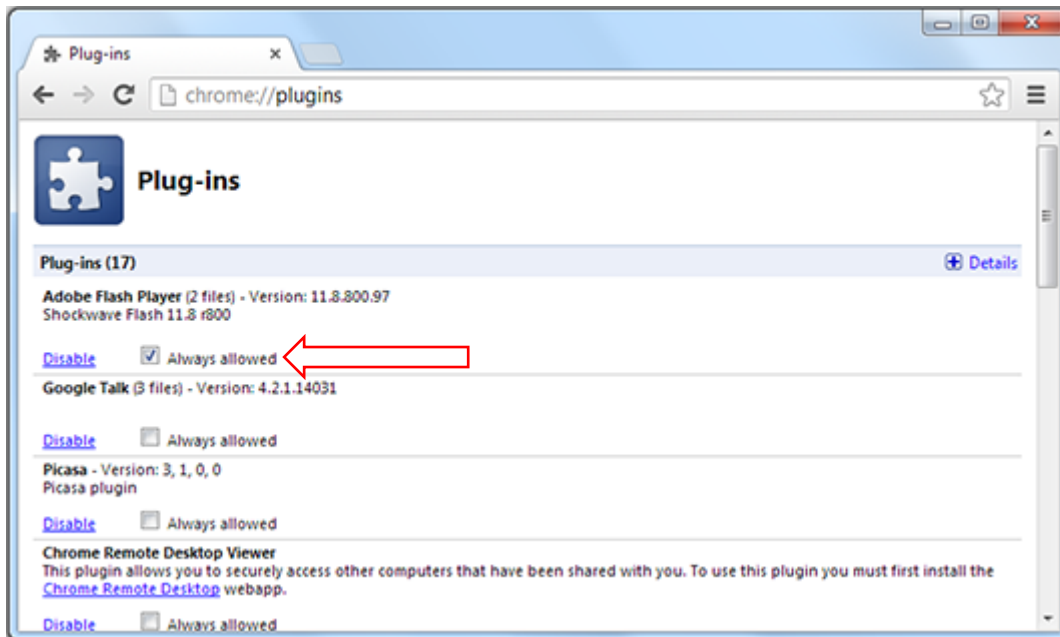 Plug-ins
chrome://plugins
Plug-ins
Plug-ins (17)
Details
Adobe Flash Player (2 files) - Version: 11.8.800.97
Shockwave Flash 11.8 r800
Disable Always allowed
Google Talk (3 files) - Version: 4.2.1.14031
Disable Always allowed
Picasa - Version: 3, 1, 0, 0
Picasa plugin
Disable Always allowed
Chrome Remote Desktop Viewer
This plugin allows you to securely access other computers that have been shared with you. To use this plugin you must first install the
Chrome Remote Desktop webapp.
Disable Always allowed